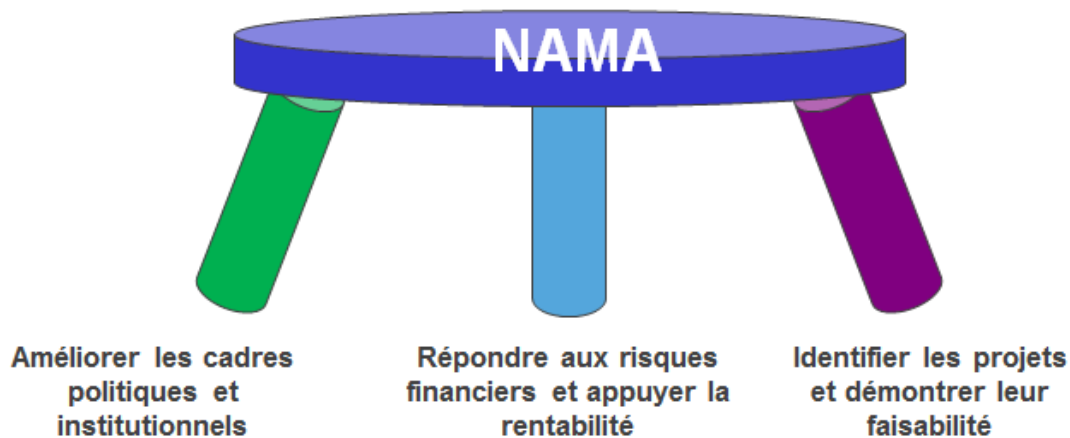 NAMA
Améliorer les cadres
politiques et
institutionnels
Répondre aux risques
financiers et appuyer la
rentabilité
Identifier les projets
et démontrer leur
faisabilité